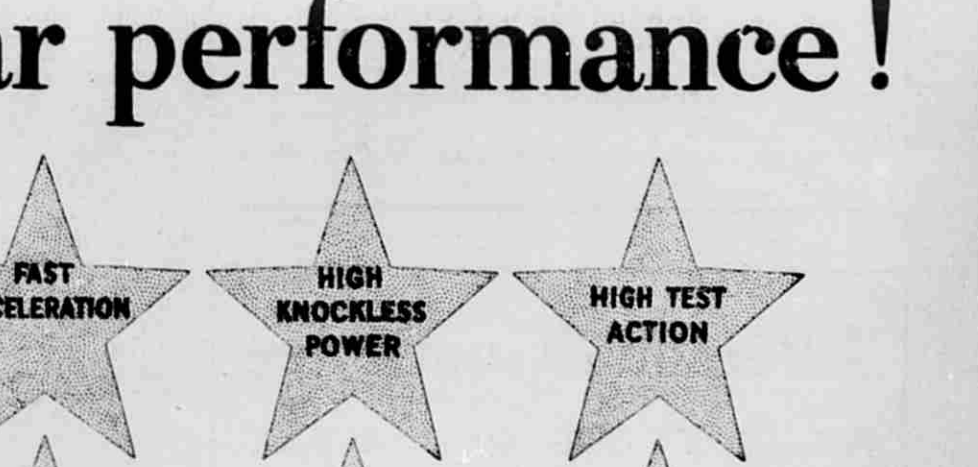 ar performance!
FAST
CELERATION
HIGH
KNOCKLESS
POWER
HIGH TEST
ACTION